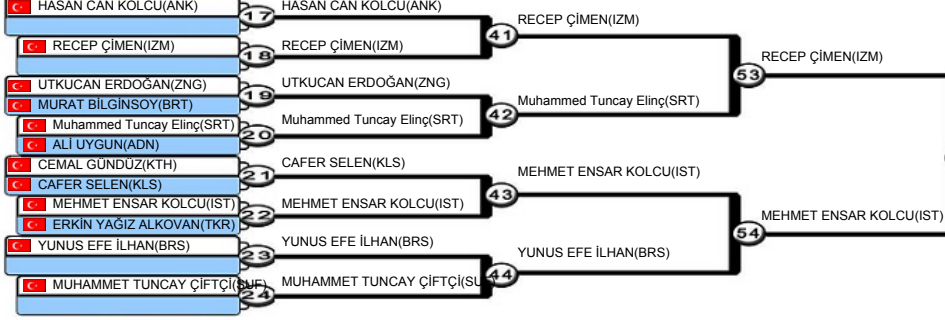 HASAN CAN KOLCU(ANK)
17
HASAN CAN KOLCU(ANK)
RECEP ÇİMEN(IZM)
18
RECEP ÇİMEN(IZM)
UTKUCAN ERDOĞAN(ZNG)
MURAT BİLGİNSOY(BRT)
19
UTKUCAN ERDOĞAN(ZNG)
Muhammed Tuncay Elinç(SRT)
ALİ UYGUN(ADN)
20
Muhammed Tuncay Elinç(SRT)
CEMAL GÜNDÜZ(KTH)
CAFER SELEN(KLS)
21
CAFER SELEN(KLS)
MEHMET ENSAR KOLCU(IST)
ERKİN YAĞIZ ALKOVAN(TKR)
22
MEHMET ENSAR KOLCU(IST)
YUNUS EFE İLHAN(BRS)
23
YUNUS EFE İLHAN(BRS)
MUHAMMET TUNCAY ÇİFTÇİ(SUF)
24
MUHAMMET TUNCAY ÇİFTÇİ(SU
41
RECEP ÇİMEN(IZM)
42
Muhammed Tuncay Elinç(SRT)
43
MEHMET ENSAR KOLCU(IST)
44
YUNUS EFE İLHAN(BRS)
53
RECEP ÇİMEN(IZM)
54
MEHMET ENSAR KOLCU(IST)